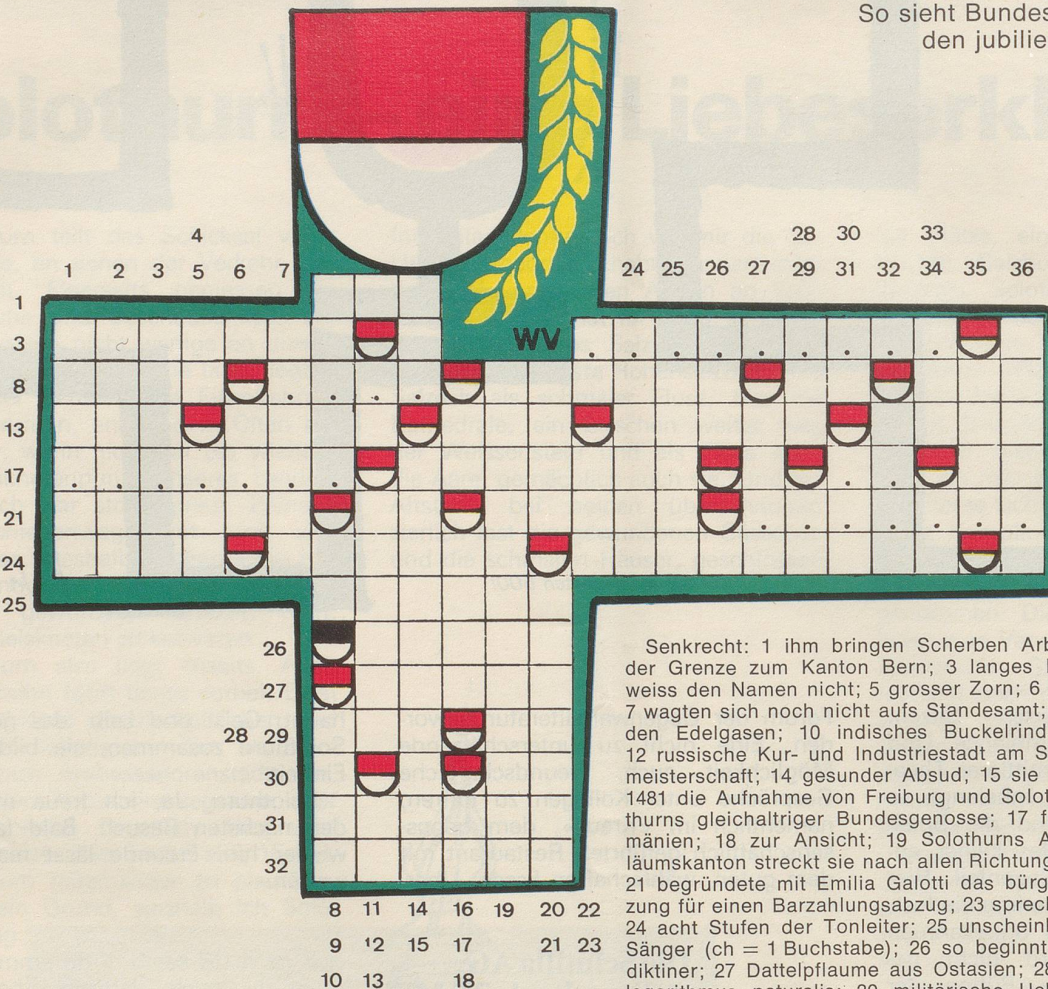 So sieht Bundes
den jubilie
4 28 30 33
1 2 3 5 6 7 24 25 26 27 29 31 32 34 35 36
1
WV
3
8
13
17
21
24
25
26
27
28 29
30
31
32
8 11 14 16 19 20 22
9 12 15 17 21 23
10 13 18
Senkrecht: 1 ihm bringen Scherben Arb
der Grenze zum Kanton Bern; 3 langes
weiss den Namen nicht; 5 grosser Zorn; 6
7 wagten sich noch nicht aufs Standesamt;
den Edelgasen; 10 indisches Buckelrind
12 russischer Kur- und Industriestadt am S
meisterschaft; 14 gesunder Absud; 15 sie
1481 die Aufnahme von Freiburg und Solot
thurns gleichaltriger Bundesgenosse; 17 f
mänien; 18 zur Ansicht; 19 Solothurns A
läumskanton streckt sie nach allen Richtung
21 begründete mit Emilia Galotti das bürg
zung für einen Barzahlungsabzug; 23 sprech
24 acht Stufen der Tonleiter; 25 unscheinb
Sänger (ch = 1 Buchstabe); 26 so beginnt
diktiner; 27 Dattelpflaume aus Ostasien; 28
logarithmus naturalis; 29 militärische